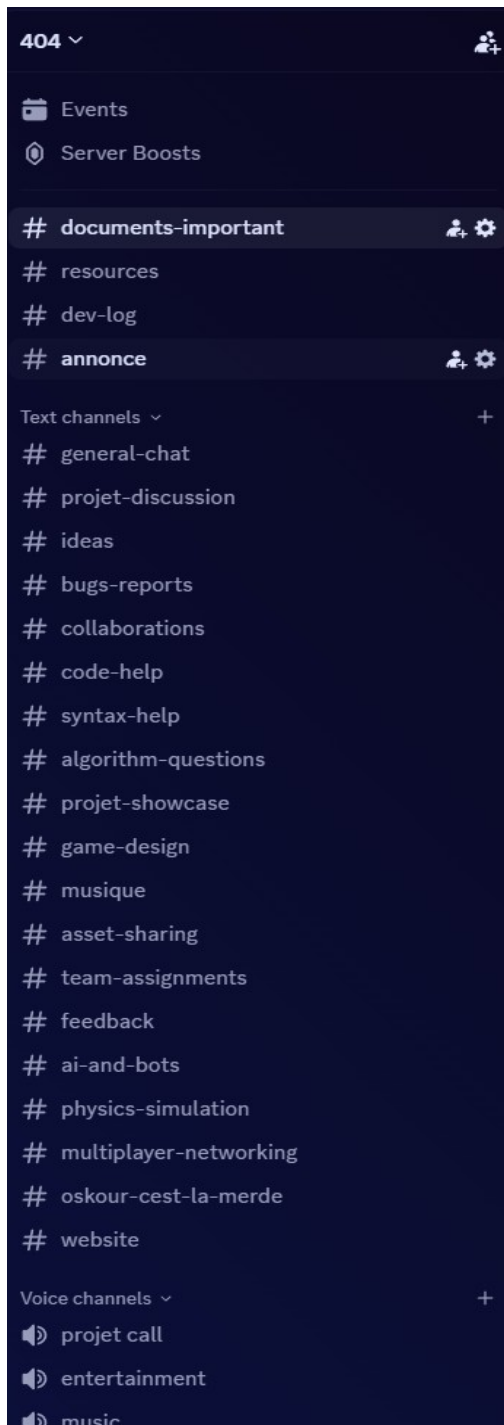 404
Events
Server Boosts
# documents-important
# resources
# dev-log
# annonce
Text channels
# general-chat
# projet-discussion
# ideas
# bugs-reports
# collaborations
# code-help
# syntax-help
# algorithm-questions
# projet-showcase
# game-design
# musique
# asset-sharing
# team-assignments
# feedback
# ai-and-bots
# physics-simulation
# multiplayer-networking
# oskour-cest-la-merde
# website
Voice channels
projet call
entertainment
music